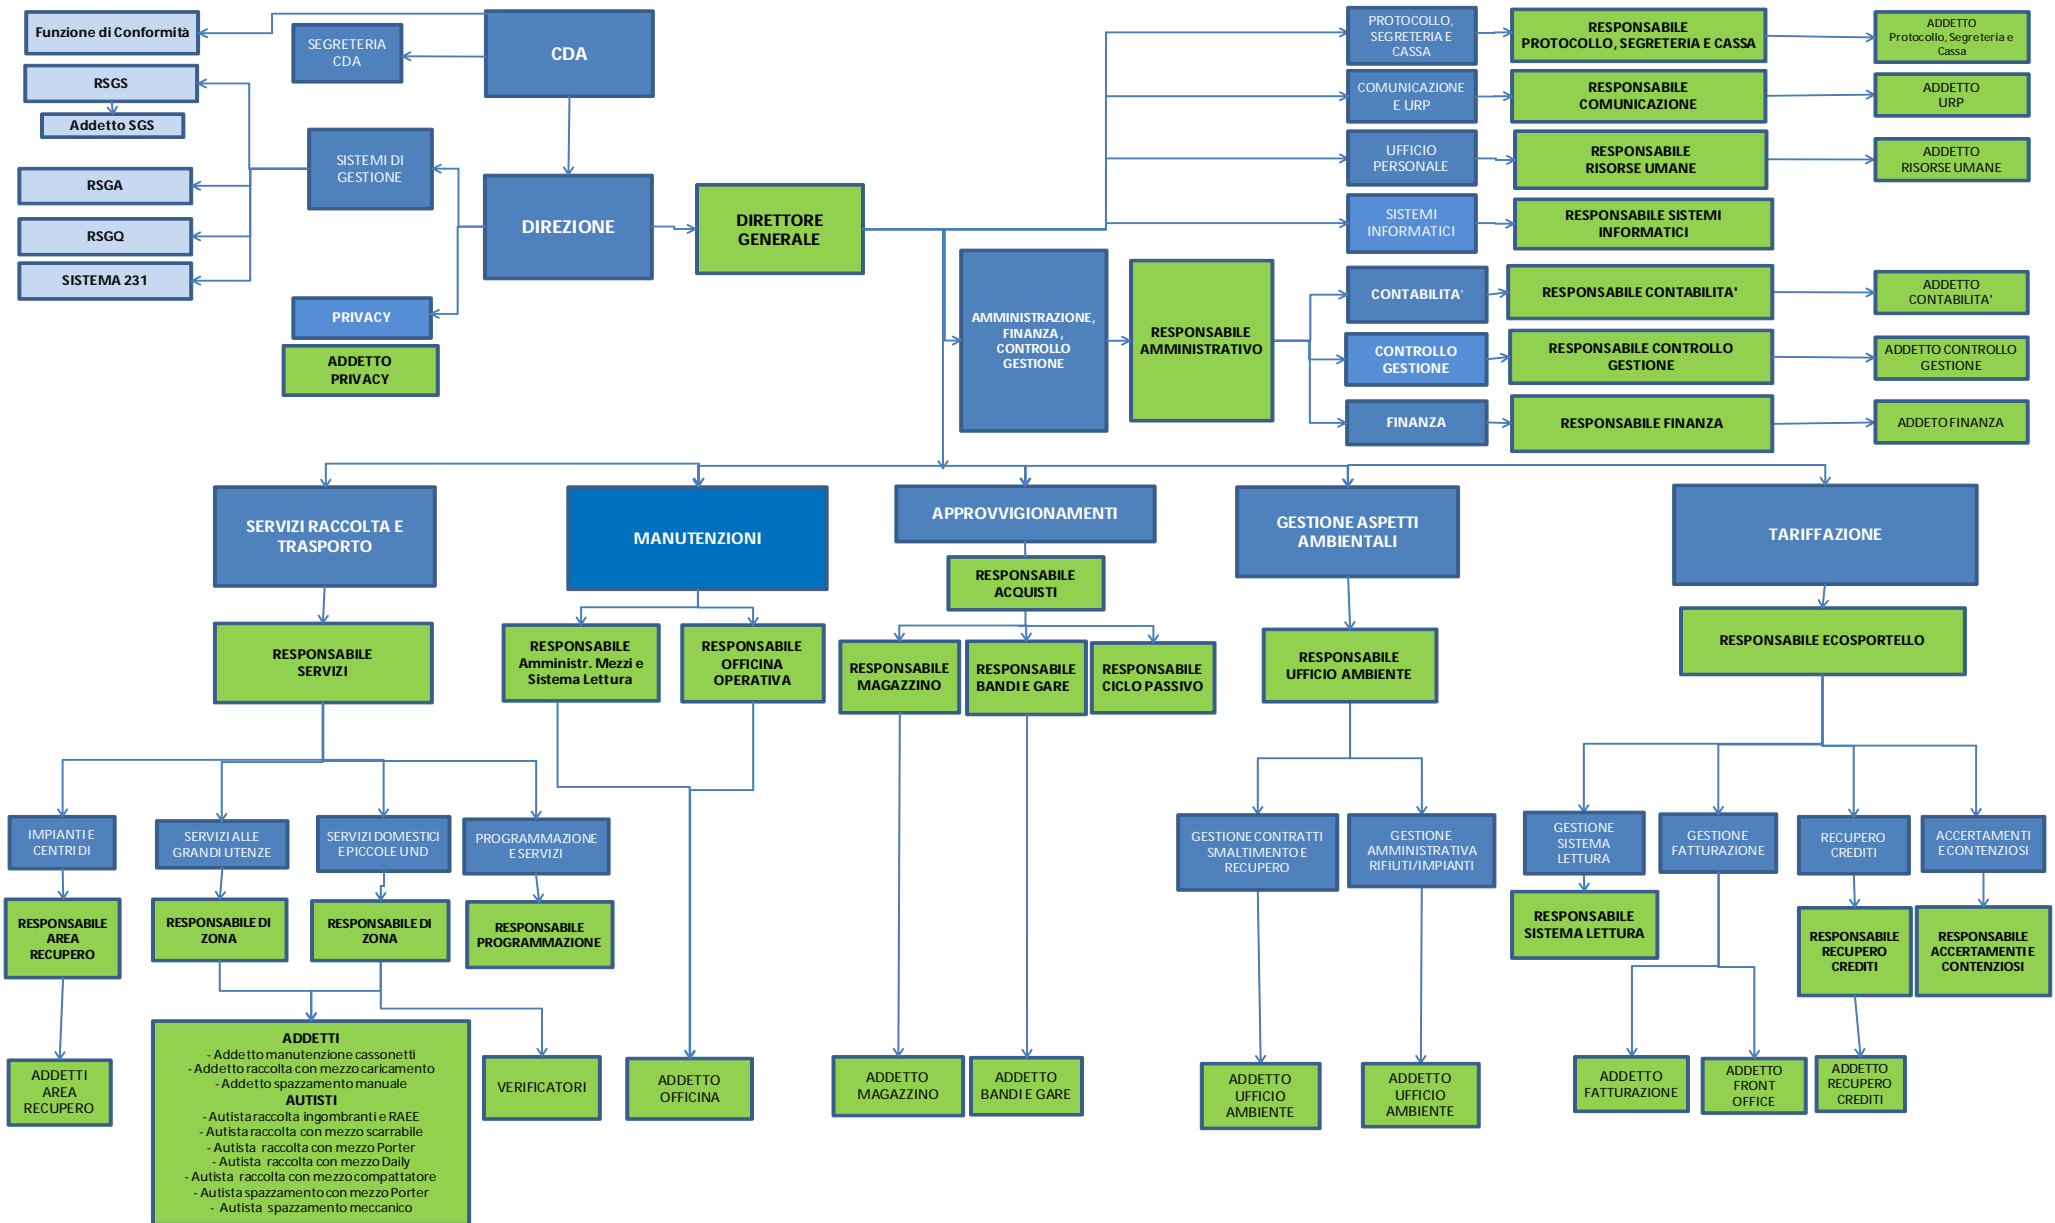 Funzione di Conformità
SEGRETERIA
CDA
CDA
RSGS
Addetto SGS
SISTEMI DI
GESTIONE
RSGA
RSGQ
SISTEMA 231
PRIVACY
ADDETTO
PRIVACY
DIREZIONE
DIRETTORE
GENERALE
PROTOCOLLO,
SEGRETERIA E
CASSA
RESPONSABILE
PROTOCOLLO, SEGRETERIA E CASSA
ADDETTO
Protocollo, Segreteria e
Cassa
COMUNICAZIONE
E URP
RESPONSABILE
COMUNICAZIONE
ADDETTO
URP
UFFICIO
PERSONALE
RESPONSABILE
RISORSE UMANE
ADDETTO
RISORSE UMANE
SISTEMI
INFORMATICI
RESPONSABILE SISTEMI
INFORMATICI
AMMINISTRAZIONE,
FINANZA ,
CONTROLLO
GESTIONE
RESPONSABILE
AMMINISTRATIVO
CONTABILITA'
RESPONSABILE CONTABILITA'
ADDETTO
CONTABILITA'
CONTROLLO
GESTIONE
RESPONSABILE CONTROLLO
GESTIONE
ADDETTO CONTROLLO
GESTIONE
FINANZA
RESPONSABILE FINANZA
ADDETO FINANZA
SERVIZI RACCOLTA E
TRASPORTO
MANUTENZIONI
APPROVVIGIONAMENTI
GESTIONE ASPETTI
AMBIENTALI
TARIFFAZIONE
RESPONSABILE
SERVIZI
RESPONSABILE
Amministr. Mezzi e
Sistema Lettura
RESPONSABILE
OFFICINA
OPERATIVA
RESPONSABILE
ACQUISTI
RESPONSABILE
MAGAZZINO
RESPONSABILE
BANDI E GARE
RESPONSABILE
CICLO PASSIVO
RESPONSABILE
UFFICIO AMBIENTE
RESPONSABILE ECOSPORTELLO
IMPIANTI E
CENTRI DI
SERVIZI ALLE
GRANDI UTENZE
SERVIZI DOMESTICI
E PICCOLE UND
PROGRAMMAZIONE
E SERVIZI
GESTIONE CONTRATTI
SMALTIMENTO E
RECUPERO
GESTIONE
AMMINISTRATIVA
RIFIUTI/IMPIANTI
GESTIONE
SISTEMA
LETTURA
GESTIONE
FATTURAZIONE
RECUPERO
CREDITI
ACCERTAMENTI
E CONTENZIOSI
RESPONSABILE
AREA
RECUPERO
RESPONSABILE DI
ZONA
RESPONSABILE DI
ZONA
RESPONSABILE
PROGRAMMAZIONE
RESPONSABILE
SISTEMA LETTURA
RESPONSABILE
RECUPERO
CREDITI
RESPONSABILE
ACCERTAMENTI E
CONTENZIOSI
ADDETTI
AREA
RECUPERO
ADDETTI
- Addetto manutenzione cassonetti
- Addetto raccolta con mezzo caricamento
- Addetto spazzamento manuale
AUTISTI
- Autista raccolta ingombranti e RAEE
- Autista raccolta con mezzo scarrabile
- Autista raccolta con mezzo Porter
- Autista raccolta con mezzo Daily
- Autista raccolta con mezzo compattatore
- Autista spazzamento con mezzo Porter
- Autista spazzamento meccanico
VERIFICATORI
ADDETTO
OFFICINA
ADDETTO
MAGAZZINO
ADDETTO
BANDI E GARE
ADDETTO
UFFICIO
AMBIENTE
ADDETTO
UFFICIO
AMBIENTE
ADDETTO
FATTURAZIONE
ADDETTO
FRONT
OFFICE
ADDETTO
RECUPERO
CREDITI